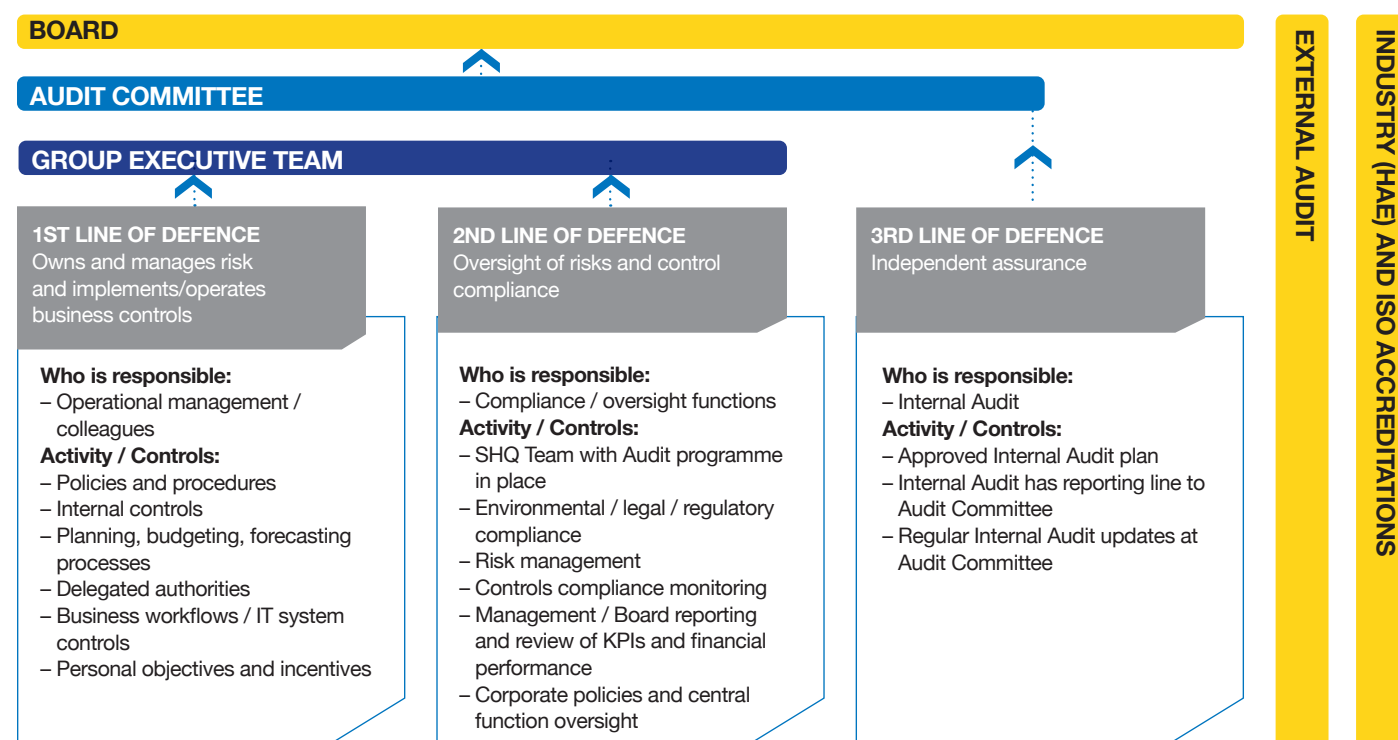 BOARD
AUDIT COMMITTEE
GROUP EXECUTIVE TEAM
1ST LINE OF DEFENCE
Owns and manages risk
and implements/operates
business controls
Who is responsible:
– Operational management /
colleagues
Activity / Controls:
– Policies and procedures
– Internal controls
– Planning, budgeting, forecasting
processes
– Delegated authorities
– Business workflows / IT system
controls
– Personal objectives and incentives
2ND LINE OF DEFENCE
Oversight of risks and control
compliance
Who is responsible:
– Compliance / oversight functions
Activity / Controls:
– SHQ Team with Audit programme
in place
– Environmental / legal / regulatory
compliance
– Risk management
– Controls compliance monitoring
– Management / Board reporting
and review of KPIs and financial
performance
– Corporate policies and central
function oversight
3RD LINE OF DEFENCE
Independent assurance
Who is responsible:
– Internal Audit
Activity / Controls:
– Approved Internal Audit plan
– Internal Audit has reporting line to
Audit Committee
– Regular Internal Audit updates at
Audit Committee
EXTERNAL AUDIT
INDUSTRY (HAE) AND ISO ACCREDITATIONS